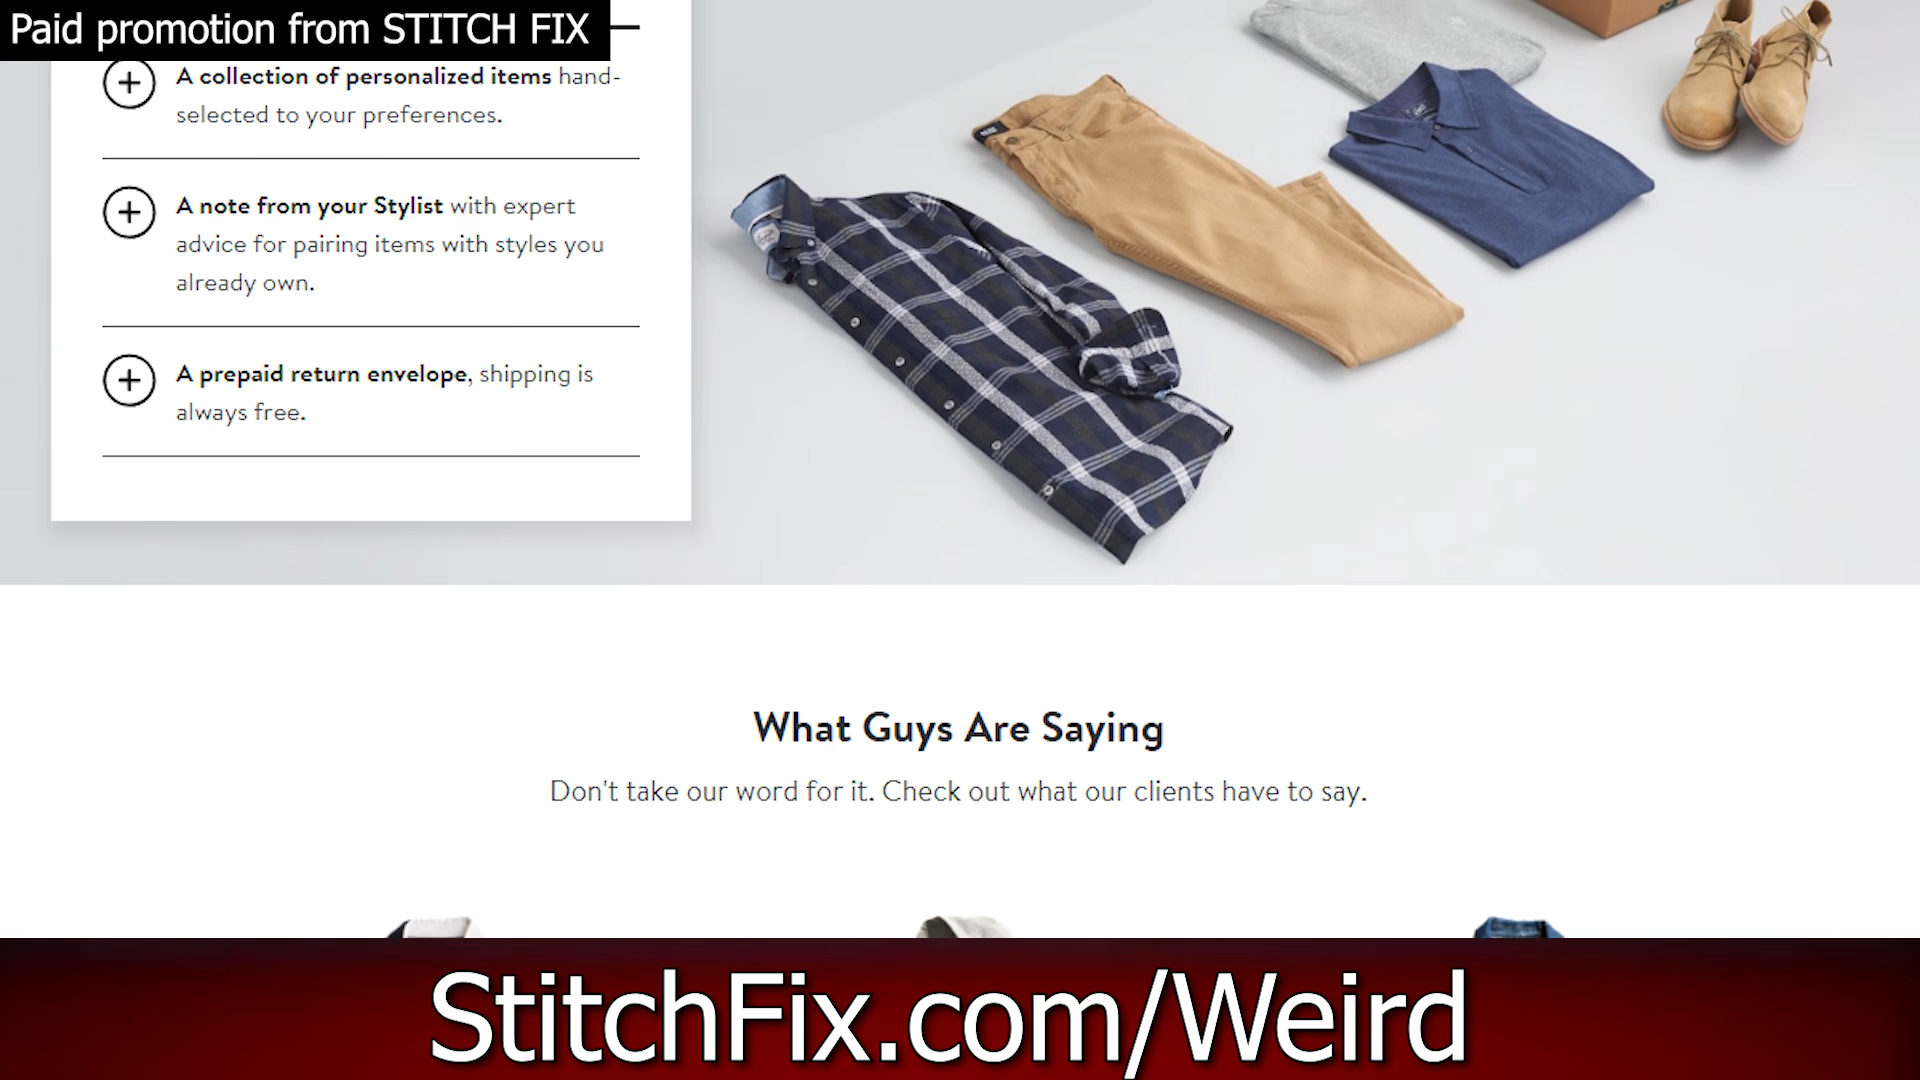 Paid promotion from STITCH FIX
A collection of personalized items hand-
selected to your preferences.
A note from your Stylist with expert
advice for pairing items with styles you
already own.
A prepaid return envelope, shipping is
always free.
What Guys Are Saying
Don't take our word for it. Check out what our clients have to say.
StitchFix.com/Weird